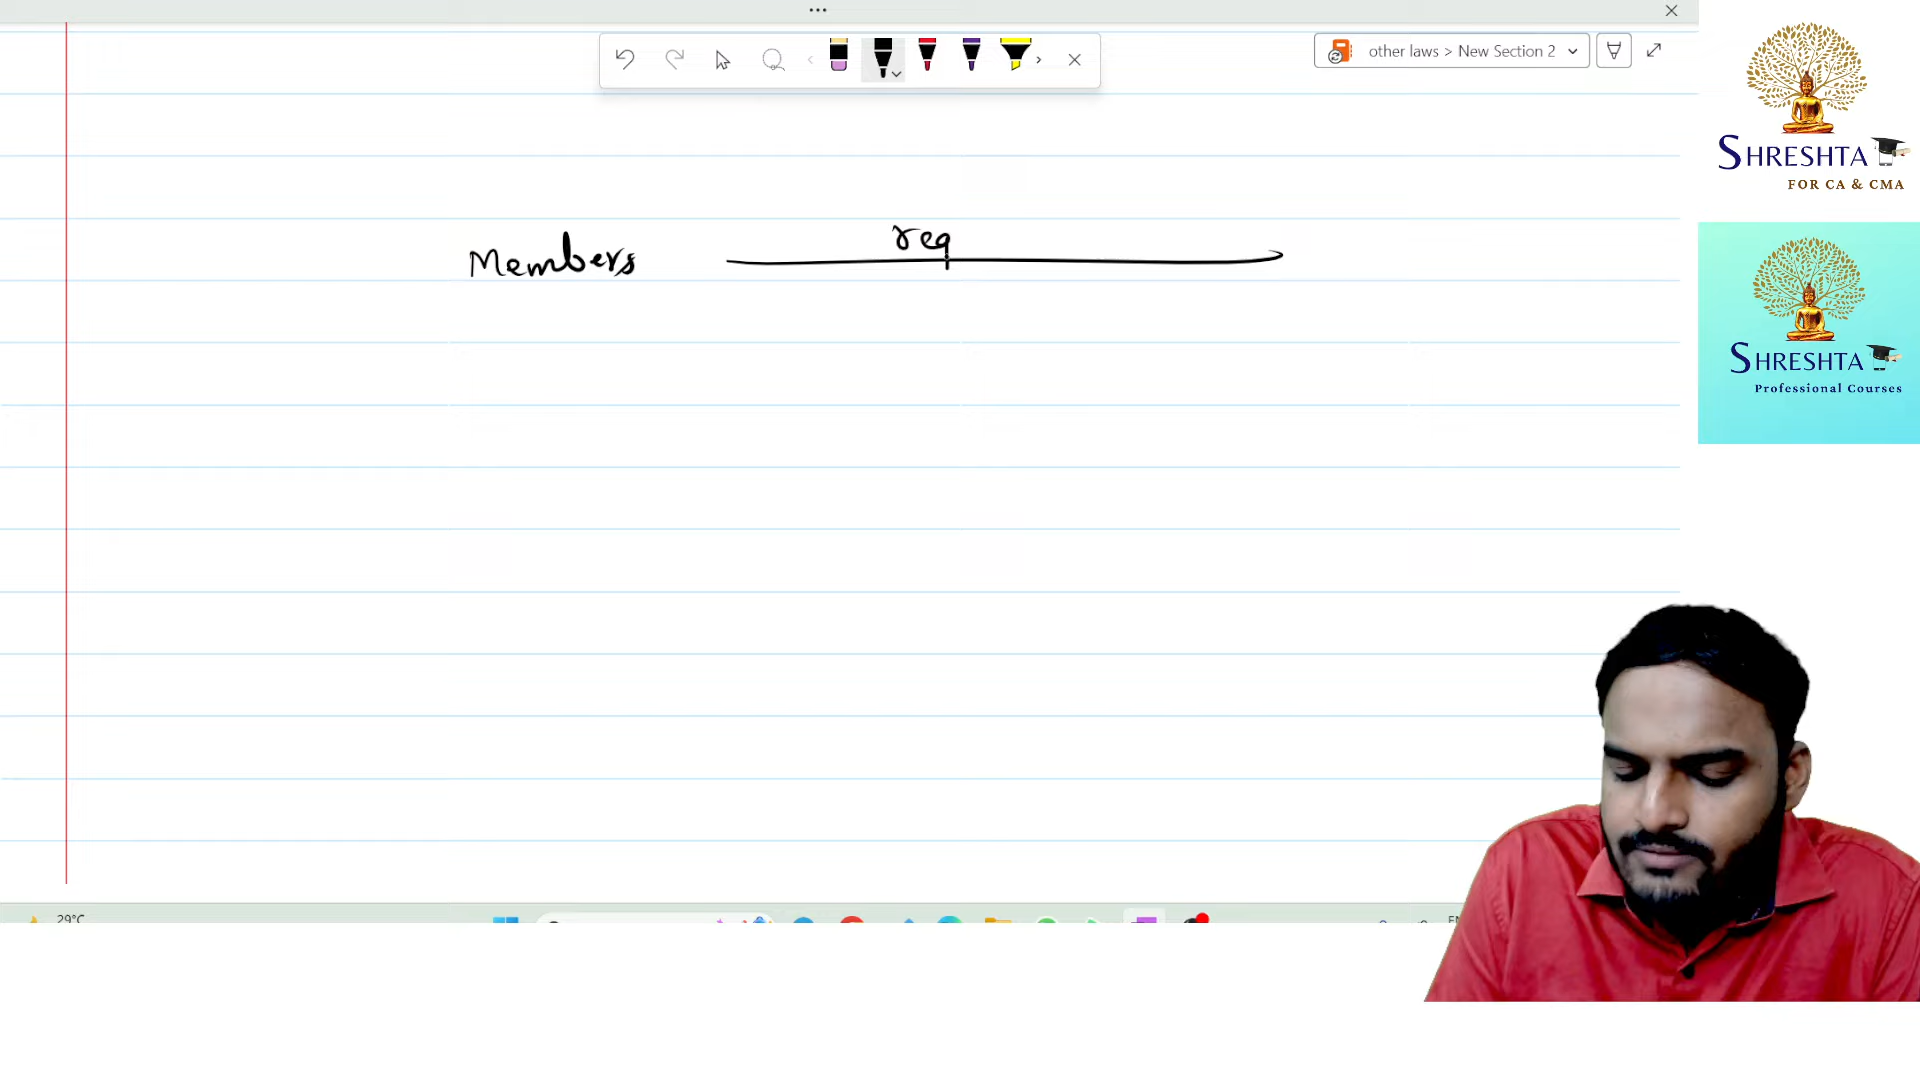 other laws > New Section 2
SHRESHTA
FOR CA & CMA
req
Members
SHRESHTA
Professional Courses
29°C